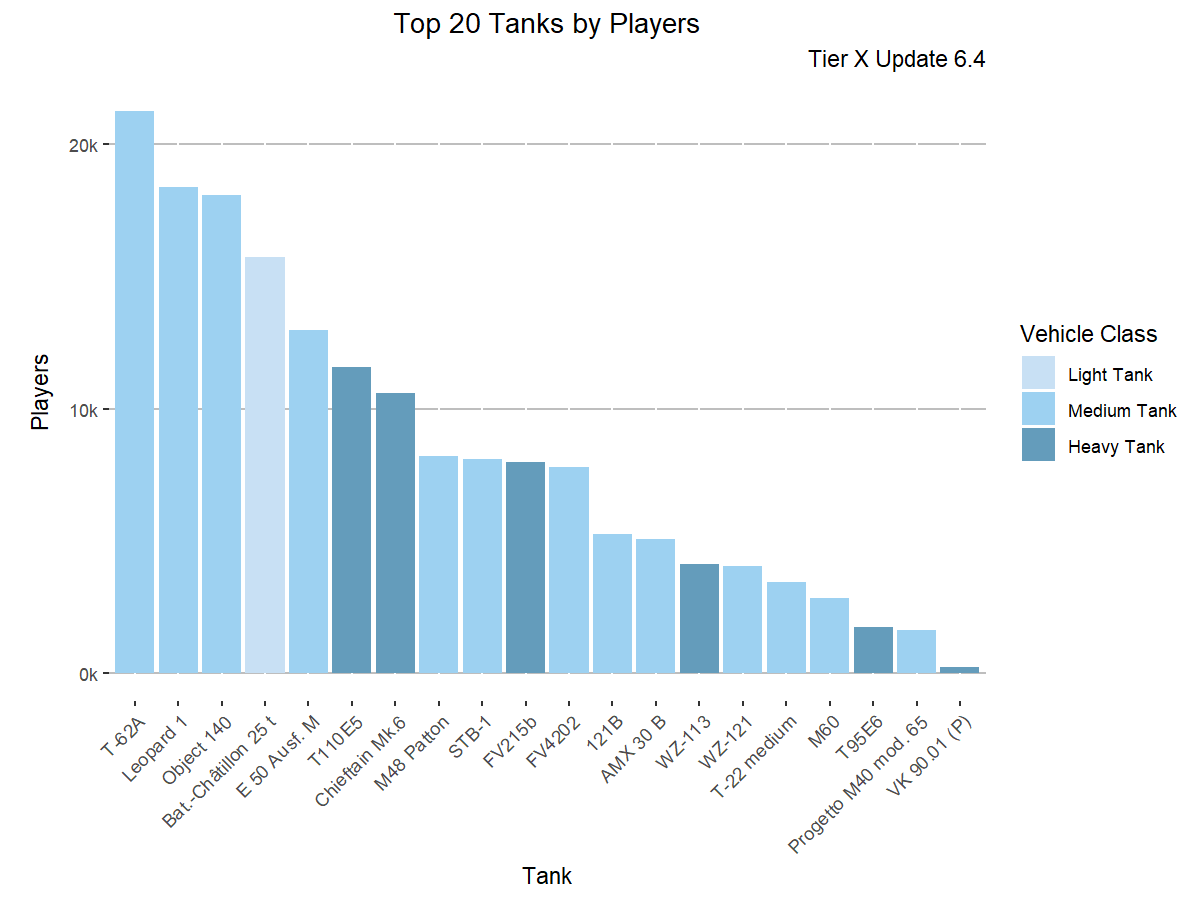 Top 20 Tanks by Players
Tier X Update 6.4
Players
20k
10k
0k
T-62A
Leopard 1
Object 140
Bat.-Châtillon 25 t
E 50 Ausf. M
T110E5
Chieftain Mk.6
M48 Patton
STB-1
FV215b
FV4202
121B
AMX 30 B
WZ-113
WZ-121
T-22 medium
M60
T95E6
Progetto M40 mod. 65
VK 90.01 (P)
Tank
Vehicle Class
Light Tank
Medium Tank
Heavy Tank